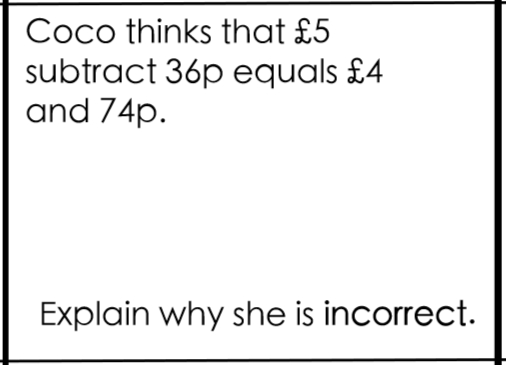 Coco thinks that £5
subtract 36p equals £4
and 74p.
Explain why she is incorrect.